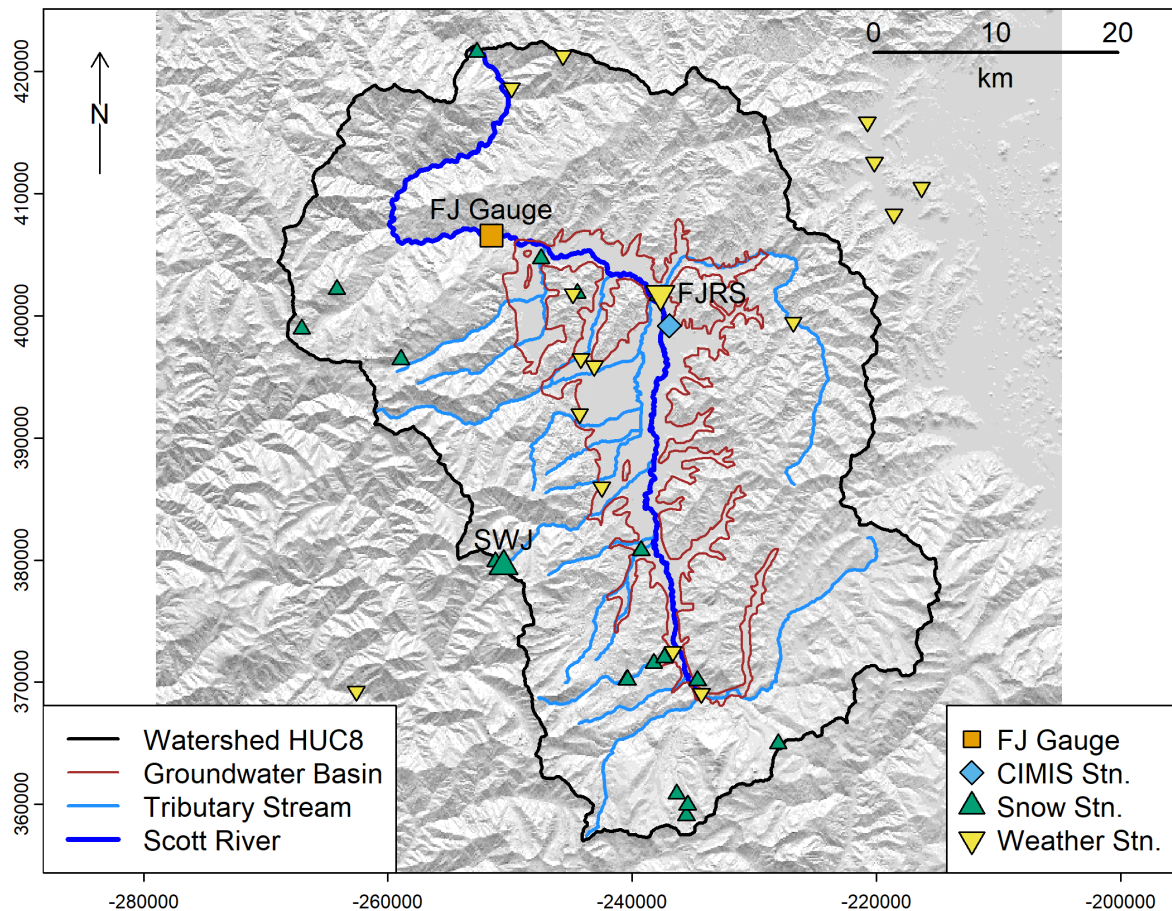 0 10 20
km
N
420000
410000
400000
390000
380000
370000
360000
FJ Gauge
FJRS
SWJ
Watershed HUC8
Groundwater Basin
Tributary Stream
Scott River
FJ Gauge
CIMIS Stn.
Snow Stn.
Weather Stn.
-280000 -260000 -240000 -220000 -200000